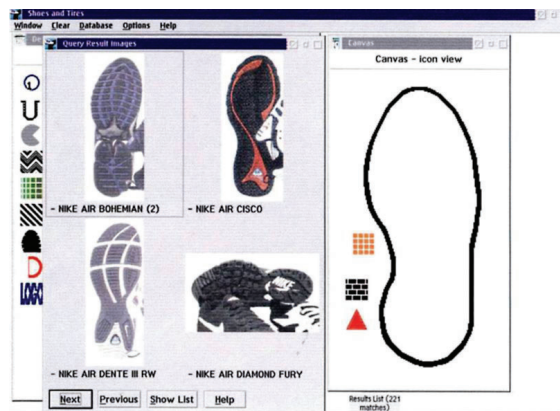 Shoes and Tires
Window Clear Database Options Help
Query Result Images
Canvas
Canvas - icon view
LOGO
- NIKE AIR BOHEMIAN (2)
- NIKE AIR CISCO
- NIKE AIR DENTE III RW
- NIKE AIR DIAMOND FURY
Next Previous Show List Help
Results List (221
matches)